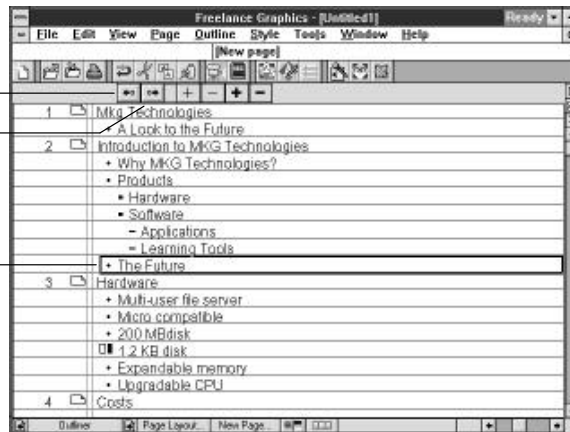 Freelance Graphics - [Untitled1] Ready
File Edit View Page Outline Style Tools Window Help
[New page]
1 Mkg Technologies
• A Look to the Future
2 Introduction to MKG Technologies
• Why MKG Technologies?
• Products
▪ Hardware
▪ Software
– Applications
– Learning Tools
• The Future
3 Hardware
• Multi-user file server
• Micro compatible
• 200 MBdisk
1.2 KB disk
• Expandable memory
• Upgradable CPU
4 Costs
Outliner Page Layout... New Page...